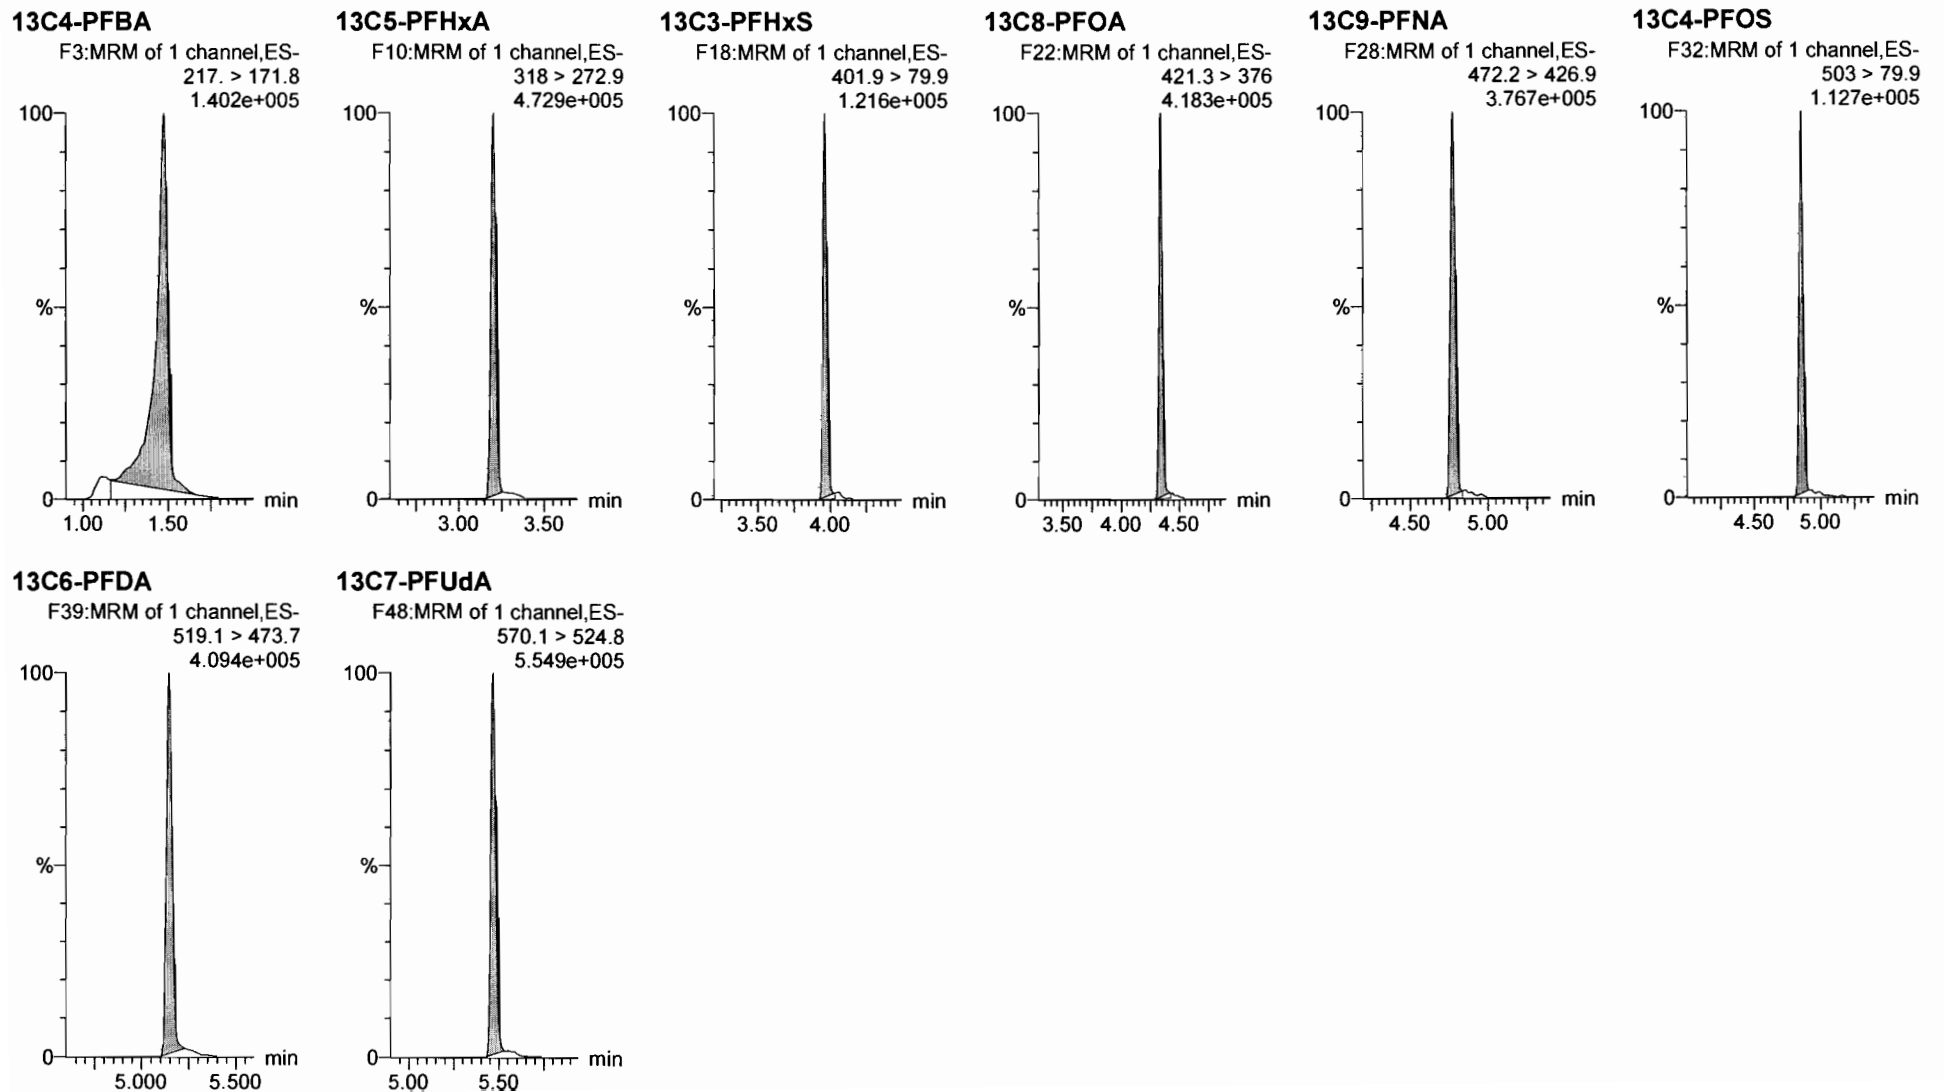 13C4-PFBA
F3:MRM of 1 channel,ES-
217. > 171.8
1.402e+005
100
%
0
min
1.00 1.50
13C5-PFHxA
F10:MRM of 1 channel,ES-
318 > 272.9
4.729e+005
100
%
0
min
3.00 3.50
13C3-PFHxS
F18:MRM of 1 channel,ES-
401.9 > 79.9
1.216e+005
100
%
0
min
3.50 4.00
13C8-PFOA
F22:MRM of 1 channel,ES-
421.3 > 376
4.183e+005
100
%
0
min
3.50 4.00 4.50
13C9-PFNA
F28:MRM of 1 channel,ES-
472.2 > 426.9
3.767e+005
100
%
0
min
4.50 5.00
13C4-PFOS
F32:MRM of 1 channel,ES-
503 > 79.9
1.127e+005
100
%
0
min
4.50 5.00
13C6-PFDA
F39:MRM of 1 channel,ES-
519.1 > 473.7
4.094e+005
100
%
0
min
5.000 5.500
13C7-PFUdA
F48:MRM of 1 channel,ES-
570.1 > 524.8
5.549e+005
100
%
0
min
5.00 5.50